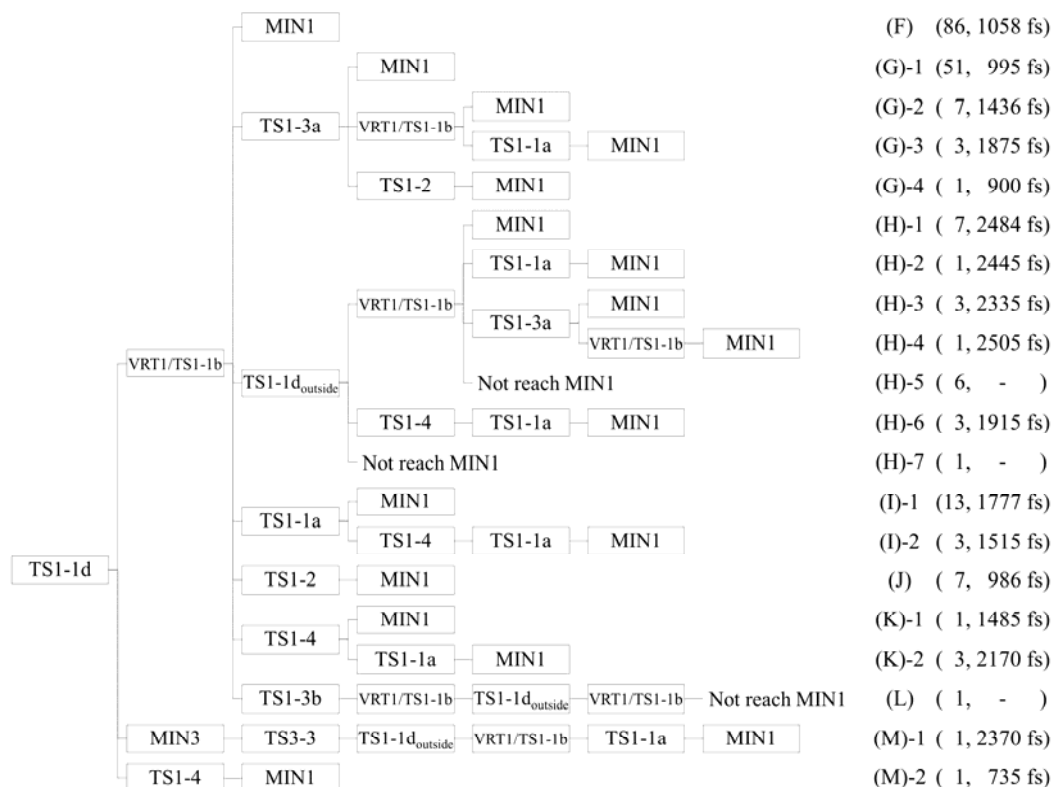 MIN1 (F) (86, 1058 fs)
MIN1 (G)-1 (51, 995 fs)
MIN1 (G)-2 ( 7, 1436 fs)
TS1-3a VRT1/TS1-1b
TS1-1a MIN1 (G)-3 ( 3, 1875 fs)
TS1-2 MIN1 (G)-4 ( 1, 900 fs)
MIN1 (H)-1 ( 7, 2484 fs)
TS1-1a MIN1 (H)-2 ( 1, 2445 fs)
VRT1/TS1-1b
MIN1 (H)-3 ( 3, 2335 fs)
TS1-3a
VRT1/TS1-1b MIN1 (H)-4 ( 1, 2505 fs)
VRT1/TS1-1b
TS1-1d outside Not reach MIN1 (H)-5 ( 6, - )
TS1-4 TS1-1a MIN1 (H)-6 ( 3, 1915 fs)
Not reach MIN1 (H)-7 ( 1, - )
MIN1 (I)-1 (13, 1777 fs)
TS1-1a
TS1-4 TS1-1a MIN1 (I)-2 ( 3, 1515 fs)
TS1-1d
TS1-2 MIN1 (J) ( 7, 986 fs)
MIN1 (K)-1 ( 1, 1485 fs)
TS1-4
TS1-1a MIN1 (K)-2 ( 3, 2170 fs)
TS1-3b VRT1/TS1-1b TS1-1d outside VRT1/TS1-1b Not reach MIN1 (L) ( 1, - )
MIN3 TS3-3 TS1-1d outside VRT1/TS1-1b TS1-1a MIN1 (M)-1 ( 1, 2370 fs)
TS1-4 MIN1 (M)-2 ( 1, 735 fs)